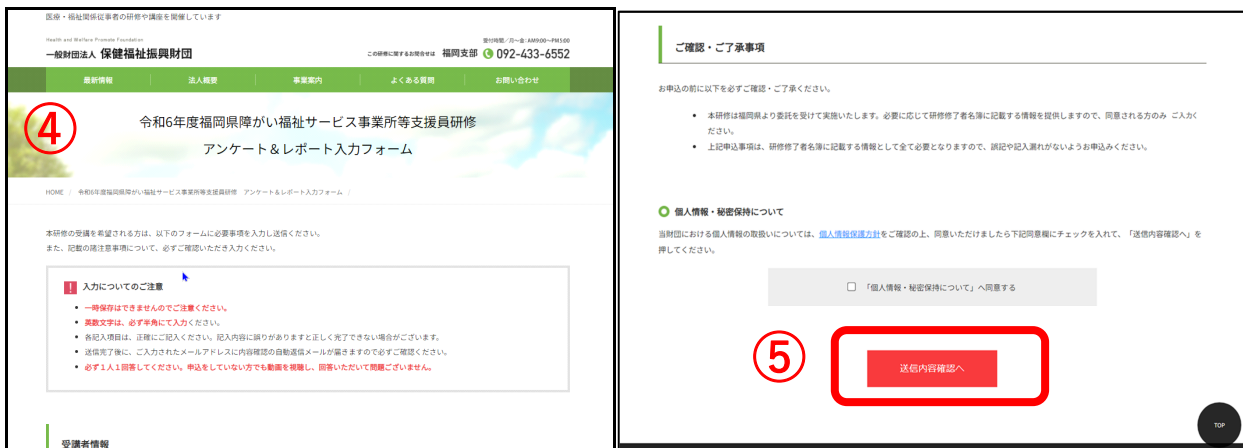 医療・福祉関係従事者の研修や講座を開催しています
Health and Welfare Promote Foundation
一般財団法人 保健福祉振興財団
受付時間／月〜金：AM9:00〜PM5:00
この研修に関するお問合せは 福岡支部 092-433-6552
最新情報 法人概要 事業案内 よくある質問 お問い合わせ
④
令和6年度福岡県障がい福祉サービス事業所等支援員研修
アンケート＆レポート入力フォーム
HOME / 令和6年度福岡県障がい福祉サービス事業所等支援員研修 アンケート＆レポート入力フォーム /
本研修の受講を希望される方は、以下のフォームに必要事項を入力し送信ください。
また、記載の諸注意事項について、必ずご確認いただき入力ください。
! 入力についてのご注意
• 一時保存はできませんのでご注意ください。
• 英数文字は、必ず半角にて入力ください。
• 各記入項目は、正確にご記入ください。記入内容に誤りがありますと正しく完了できない場合がございます。
• 送信完了後に、ご入力されたメールアドレスに内容確認の自動返信メールが届きますので必ずご確認ください。
• 必ず１人１回答してください。申込をしていない方でも動画を視聴し、回答いただいて問題ございません。
受講者情報
ご確認・ご了承事項
お申込の前に以下を必ずご確認・ご了承ください。
• 本研修は福岡県より委託を受けて実施いたします。必要に応じて研修修了者名簿に記載する情報を提供しますので、同意される方のみ ご入力く
ださい。
• 上記申込事項は、研修修了者名簿に記載する情報として全て必要となりますので、誤記や記入漏れがないようお申込みください。
個人情報・秘密保持について
当財団における個人情報の取扱いについては、個人情報保護方針をご確認の上、同意いただけましたら下記同意欄にチェックを入れて、「送信内容確認へ」を
押してください。
「個人情報・秘密保持について」へ同意する
⑤
送信内容確認へ
TOP